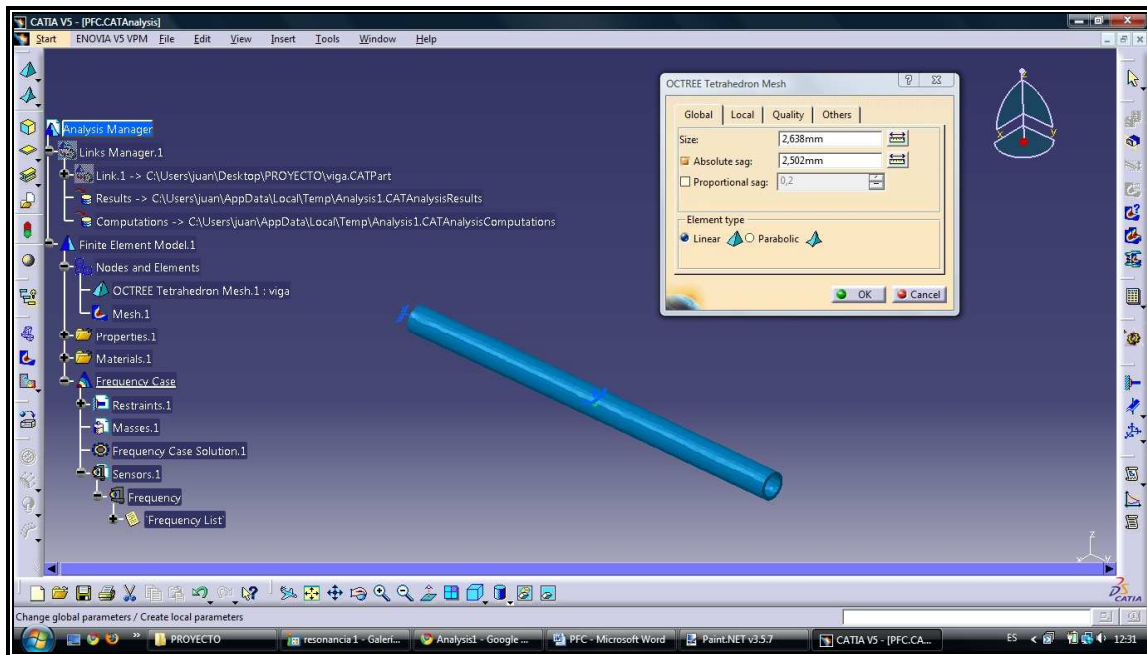 CATIA V5 - [PFC.CATAnalysis]
Start ENOVIA V5 VPM File Edit View Insert Tools Window Help
Analysis Manager
Links Manager.1
Link.1 -> C:\Users\juan\Desktop\PROYECTO\viga.CATPart
Results -> C:\Users\juan\AppData\Local\Temp\Analysis1.CATAnalysisResults
Computations -> C:\Users\juan\AppData\Local\Temp\Analysis1.CATAnalysisComputations
Finite Element Model.1
Nodes and Elements
OCTREE Tetrahedron Mesh.1 : viga
Mesh.1
Properties.1
Materials.1
Frequency Case
Restraints.1
Masses.1
Frequency Case Solution.1
Sensors.1
Frequency
'Frequency List'
OCTREE Tetrahedron Mesh
Global Local Quality Others
Size: 2,638mm
Absolute sag: 2,502mm
Proportional sag: 0,2
Element type
Linear Parabolic
OK Cancel
z
x y
z
x y
CATIA
Change global parameters / Create local parameters
PROYECTO resonancia 1 - Galerí... Analysis1 - Google ... PFC - Microsoft Word Paint.NET v3.5.7 CATIA V5 - [PFC.CA... ES 12:31